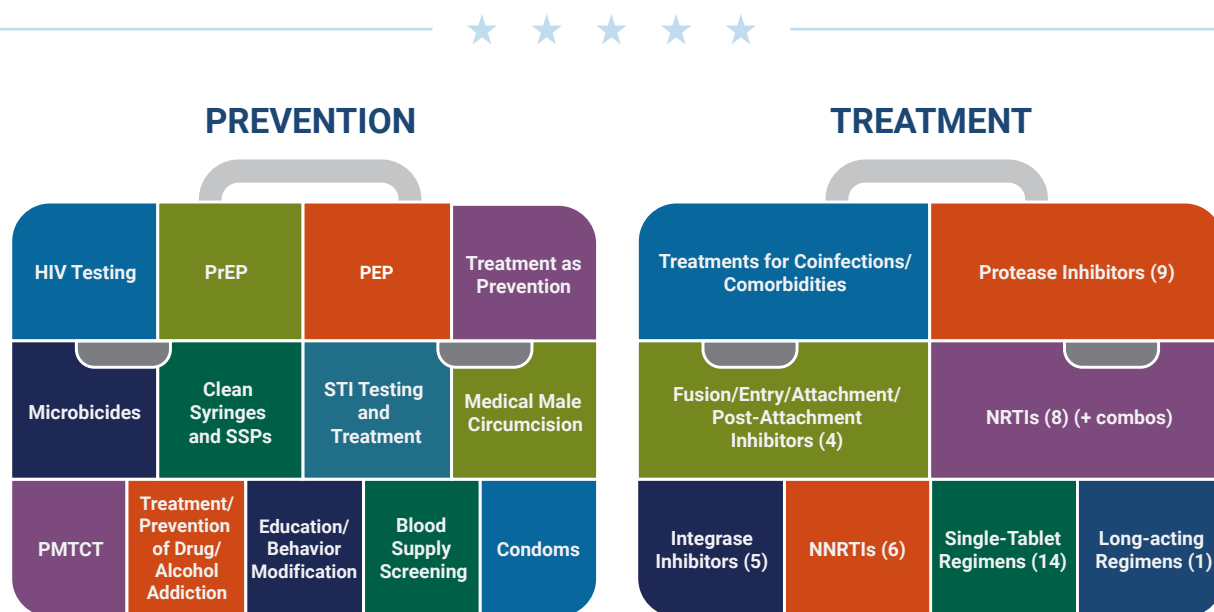 PREVENTION
HIV Testing
PrEP
PEP
Treatment as
Prevention
Microbicides
Clean
Syringes
and SSPs
STI Testing
and
Treatment
Medical Male
Circumcision
PMTCT
Treatment/
Prevention
of Drug/
Alcohol
Addiction
Education/
Behavior
Modification
Blood
Supply
Screening
Condoms
TREATMENT
Treatments for Coinfections/
Comorbidities
Protease Inhibitors (9)
Fusion/Entry/Attachment/
Post-Attachment
Inhibitors (4)
NRTIs (8) (+ combos)
Integrase
Inhibitors (5)
NNRTIs (6)
Single-Tablet
Regimens (14)
Long-acting
Regimens (1)